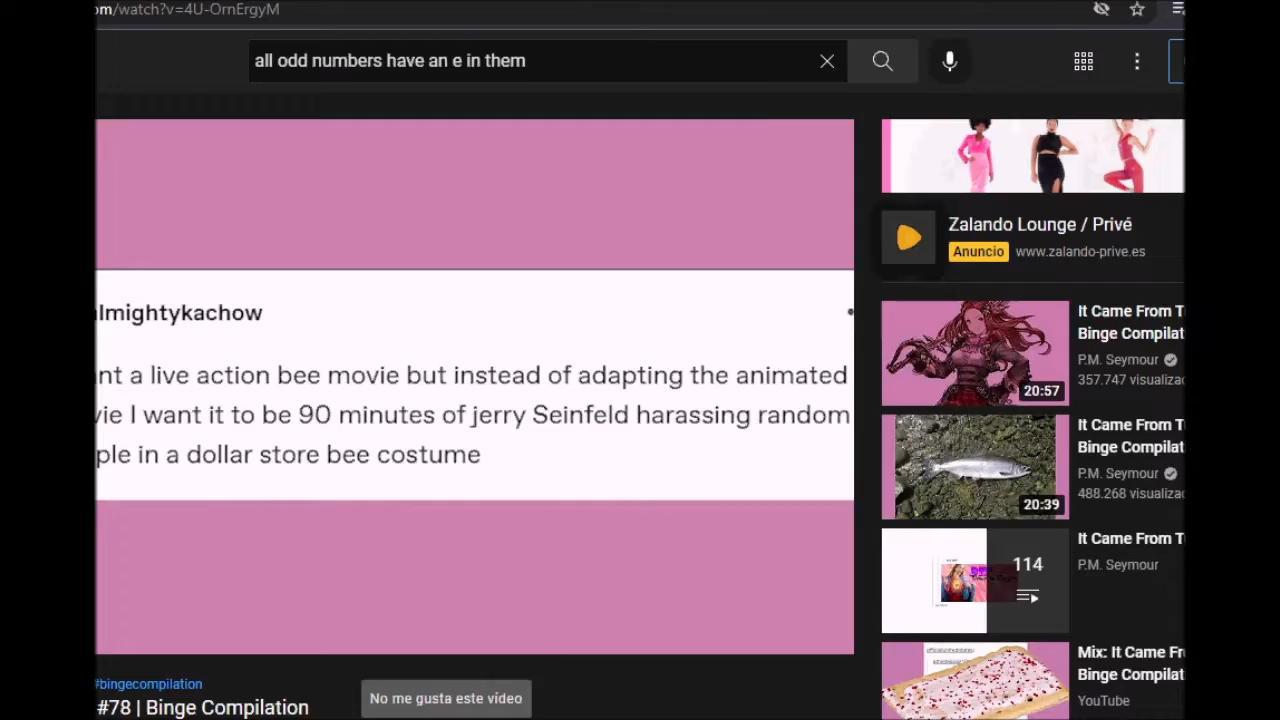 om/watch?v=4U-OrnErgyM
all odd numbers have an e in them
lmightykachow
nt a live action bee movie but instead of adapting the animated
vie I want it to be 90 minutes of jerry Seinfeld harassing random
ple in a dollar store bee costume
#bingecompilation
#78 | Binge Compilation
No me gusta este vídeo
Zalando Lounge / Privé
Anuncio www.zalando-prive.es
It Came From T
Binge Compilat
P.M. Seymour
357.747 visualizac
20:57
It Came From T
Binge Compilat
P.M. Seymour
488.268 visualizac
20:39
It Came From T
P.M. Seymour
114
Mix: It Came Fr
Binge Compilat
YouTube